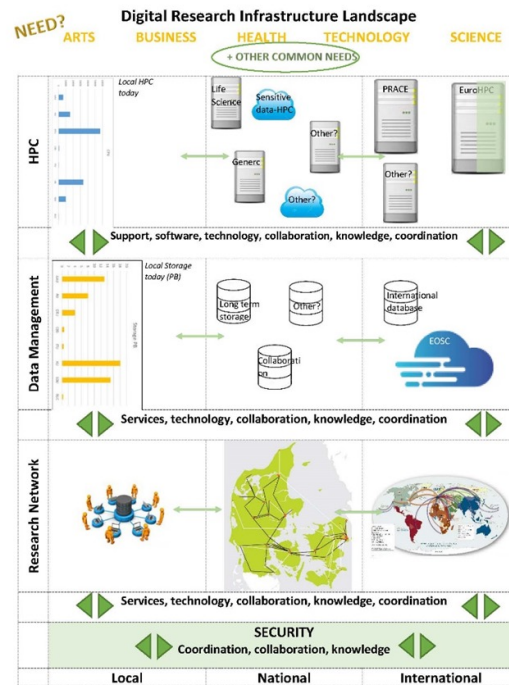 Digital Research Infrastructure Landscape
NEED?
ARTS BUSINESS HEALTH TECHNOLOGY SCIENCE
+ OTHER COMMON NEEDS
HPC
Local HPC
today
Life
Science
Sensitive
data-HPC
Other?
Generc
Other?
PRACE
Other?
EuroHPC
Support, software, technology, collaboration, knowledge, coordination
Data Management
Local Storage
today (PB)
Storage PB
Long term
storage
Other?
Collaborati
on
International
database
EOSC
Services, technology, collaboration, knowledge, coordination
Research Network
Services, technology, collaboration, knowledge, coordination
SECURITY
Coordination, collaboration, knowledge
Local National International